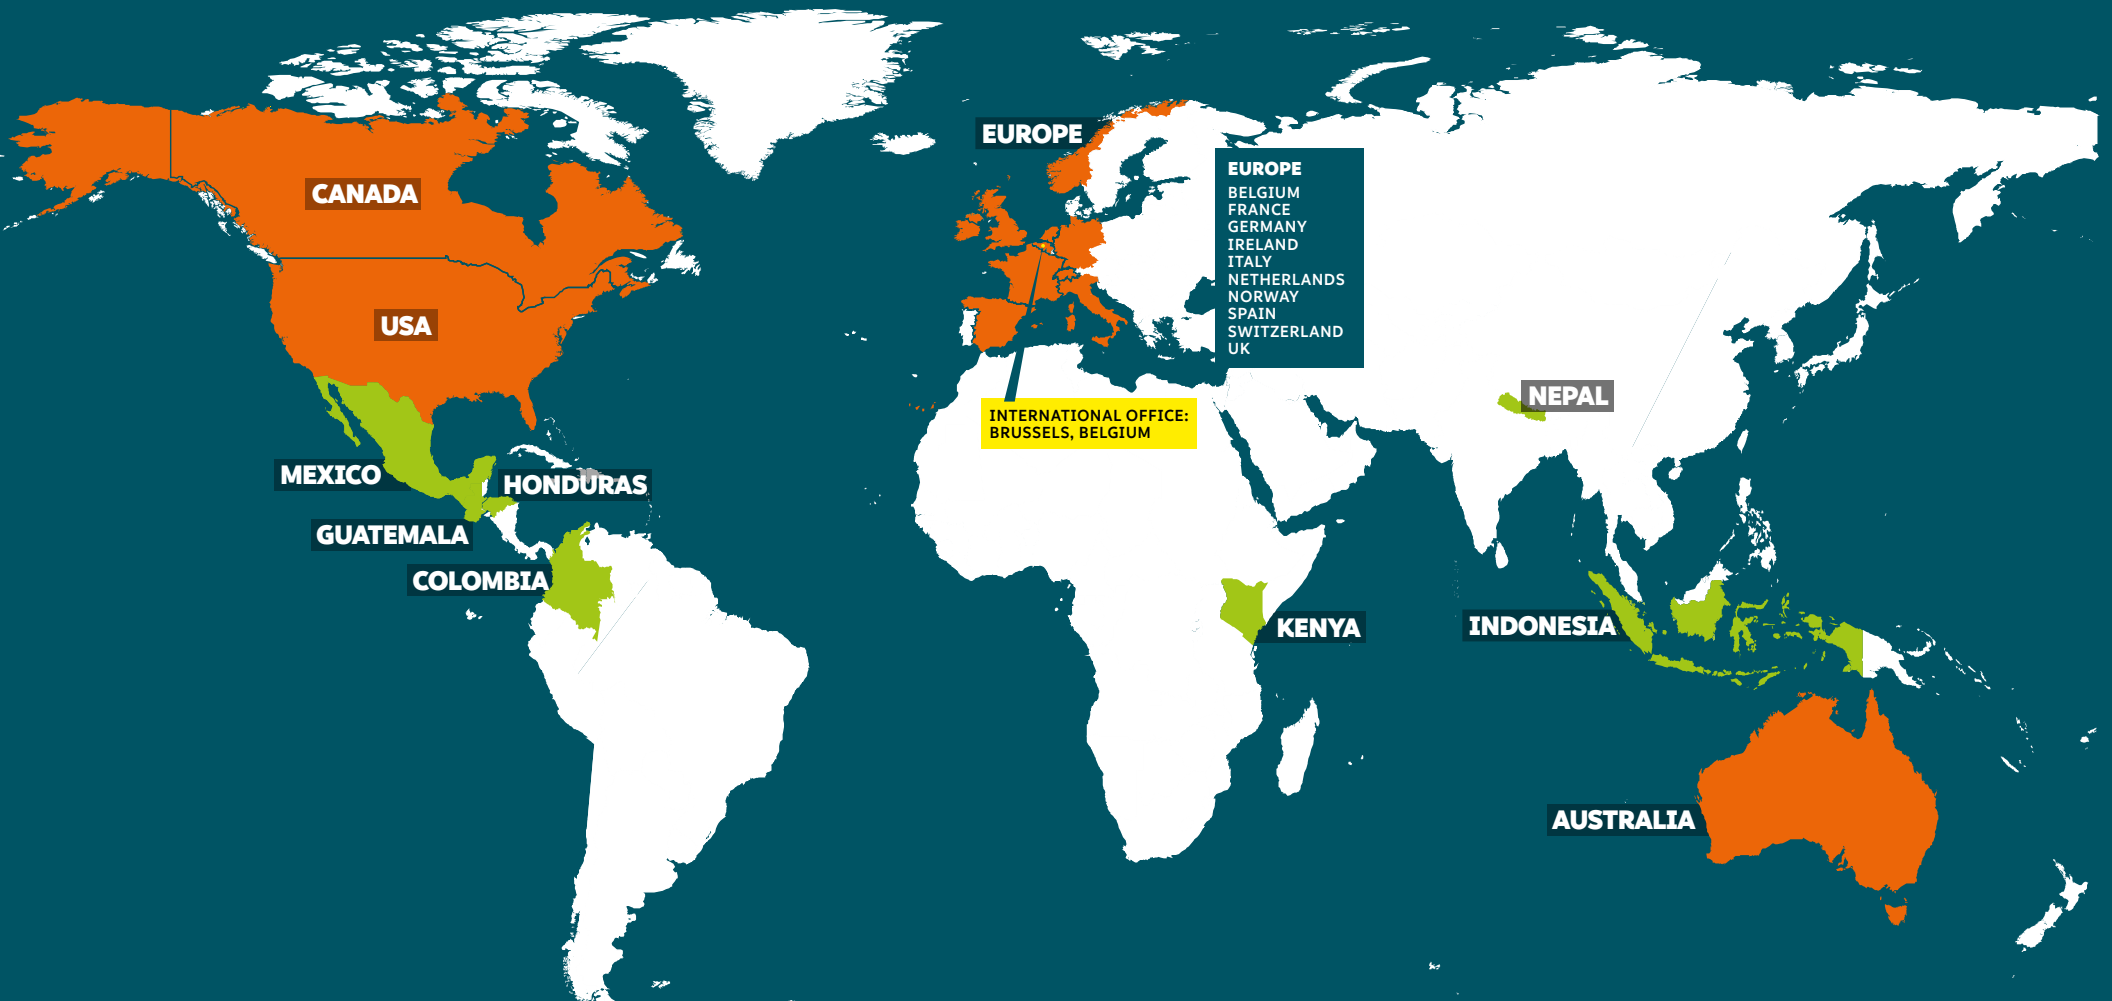 EUROPE
EUROPE
BELGIUM
FRANCE
GERMANY
IRELAND
ITALY
NETHERLANDS
NORWAY
SPAIN
SWITZERLAND
UK
CANADA
USA
NEPAL
INTERNATIONAL OFFICE:
BRUSSELS, BELGIUM
MEXICO
HONDURAS
GUATEMALA
COLOMBIA
KENYA
INDONESIA
AUSTRALIA